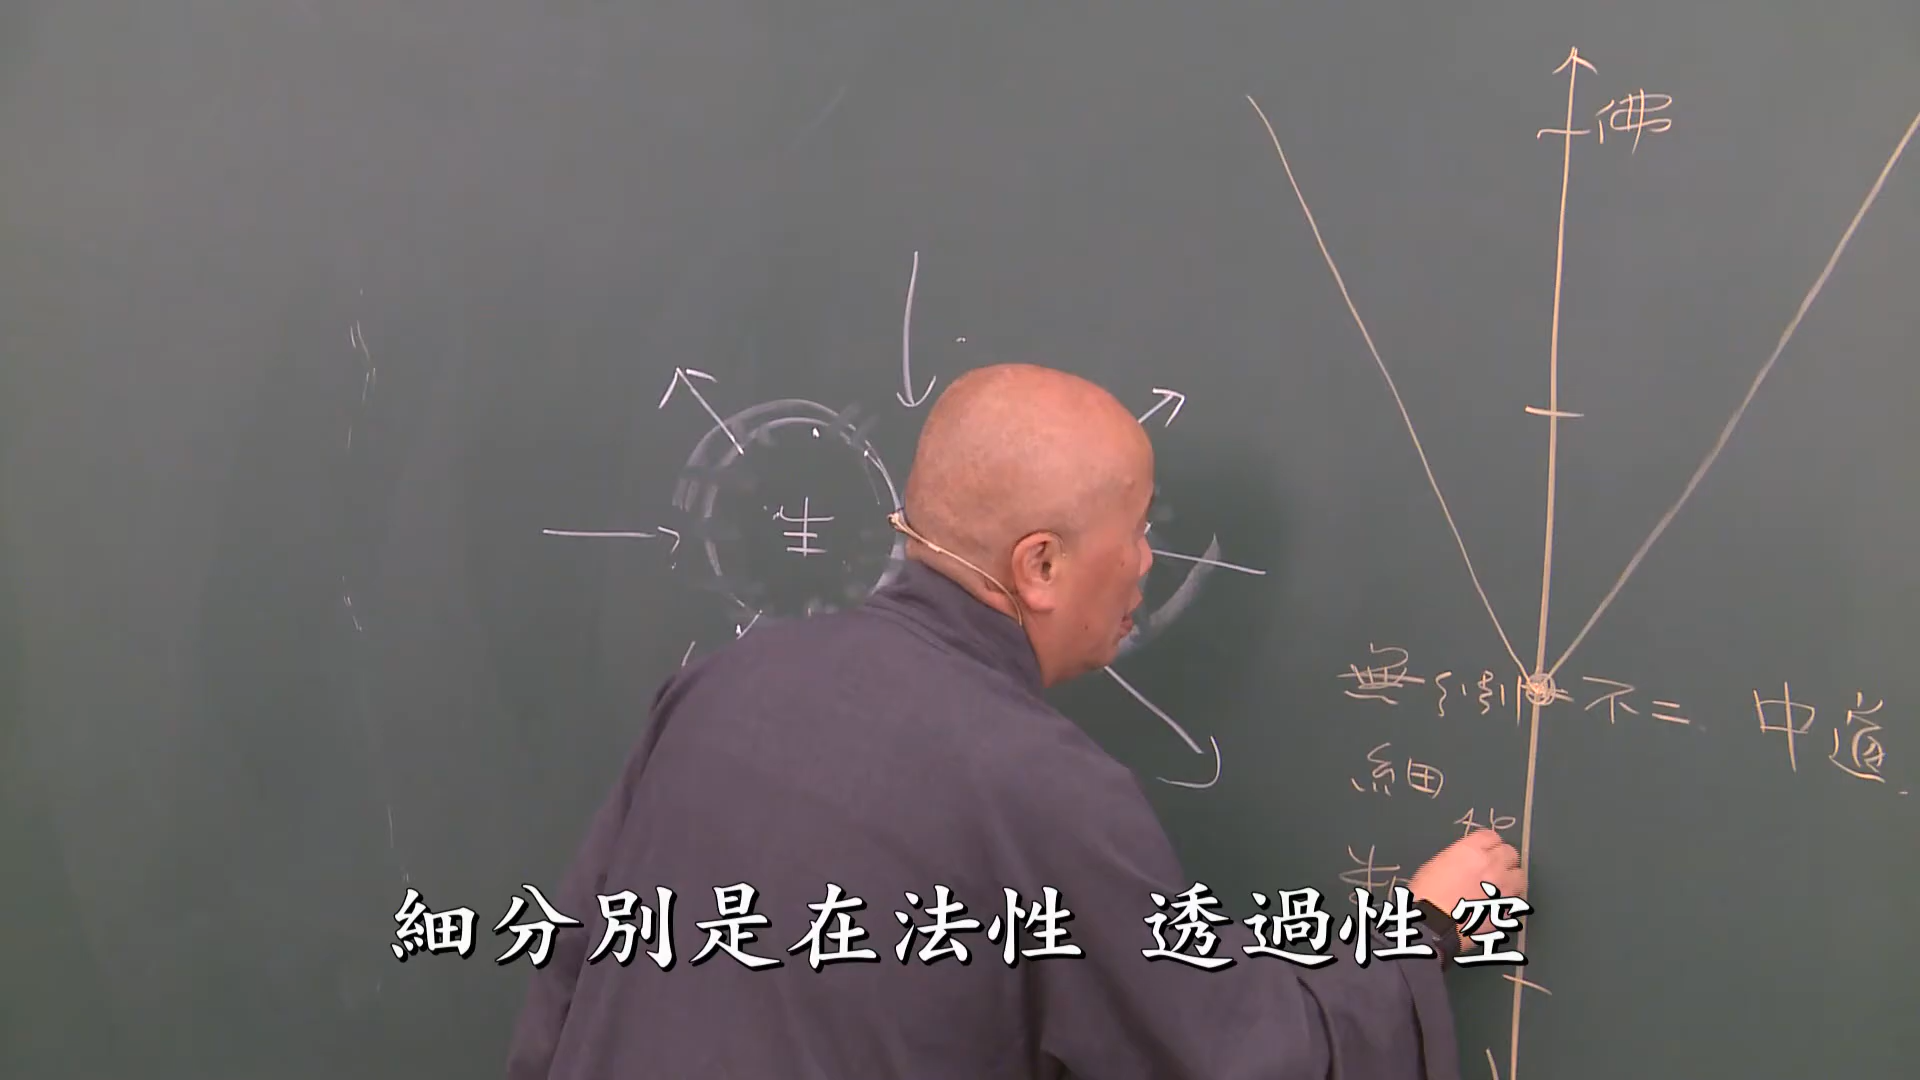 佛
生
無分別 不二 中道
細
細分別是在法性 透過性空